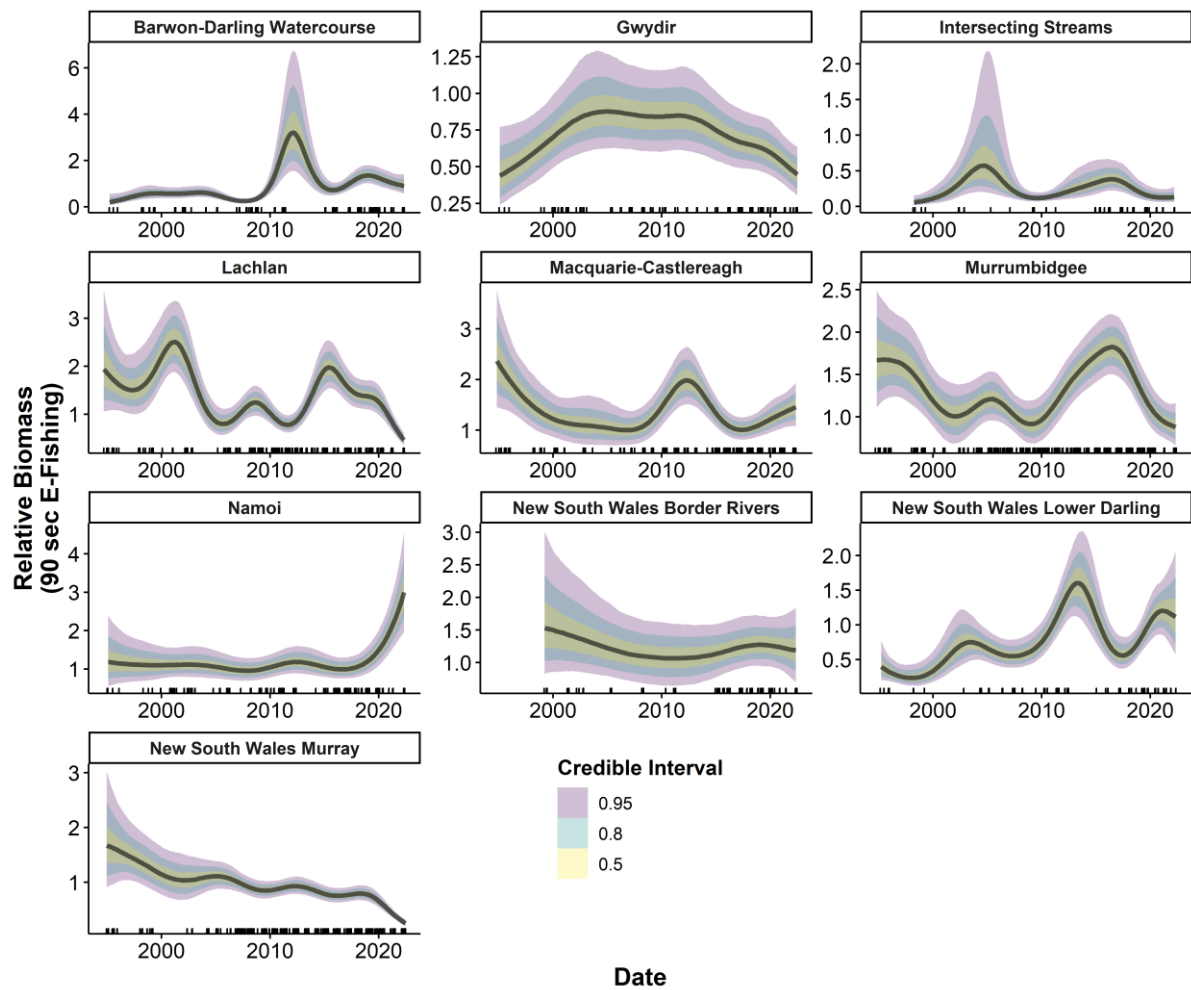 Barwon-Darling Watercourse
Gwydir
Intersecting Streams
6
4
2
0
2000 2010 2020
1.25
1.00
0.75
0.50
0.25
2000 2010 2020
2.0
1.5
1.0
0.5
0.0
2000 2010 2020
Lachlan
Macquarie-Castlereagh
Murrumbidgee
3
2
1
2000 2010 2020
3
2
1
2000 2010 2020
2.5
2.0
1.5
1.0
2000 2010 2020
Relative Biomass
(90 sec E-Fishing)
Namoi
New South Wales Border Rivers
New South Wales Lower Darling
4
3
2
1
2000 2010 2020
3.0
2.5
2.0
1.5
1.0
2000 2010 2020
2.0
1.5
1.0
0.5
2000 2010 2020
New South Wales Murray
3
2
1
2000 2010 2020
Credible Interval
0.95
0.8
0.5
Date